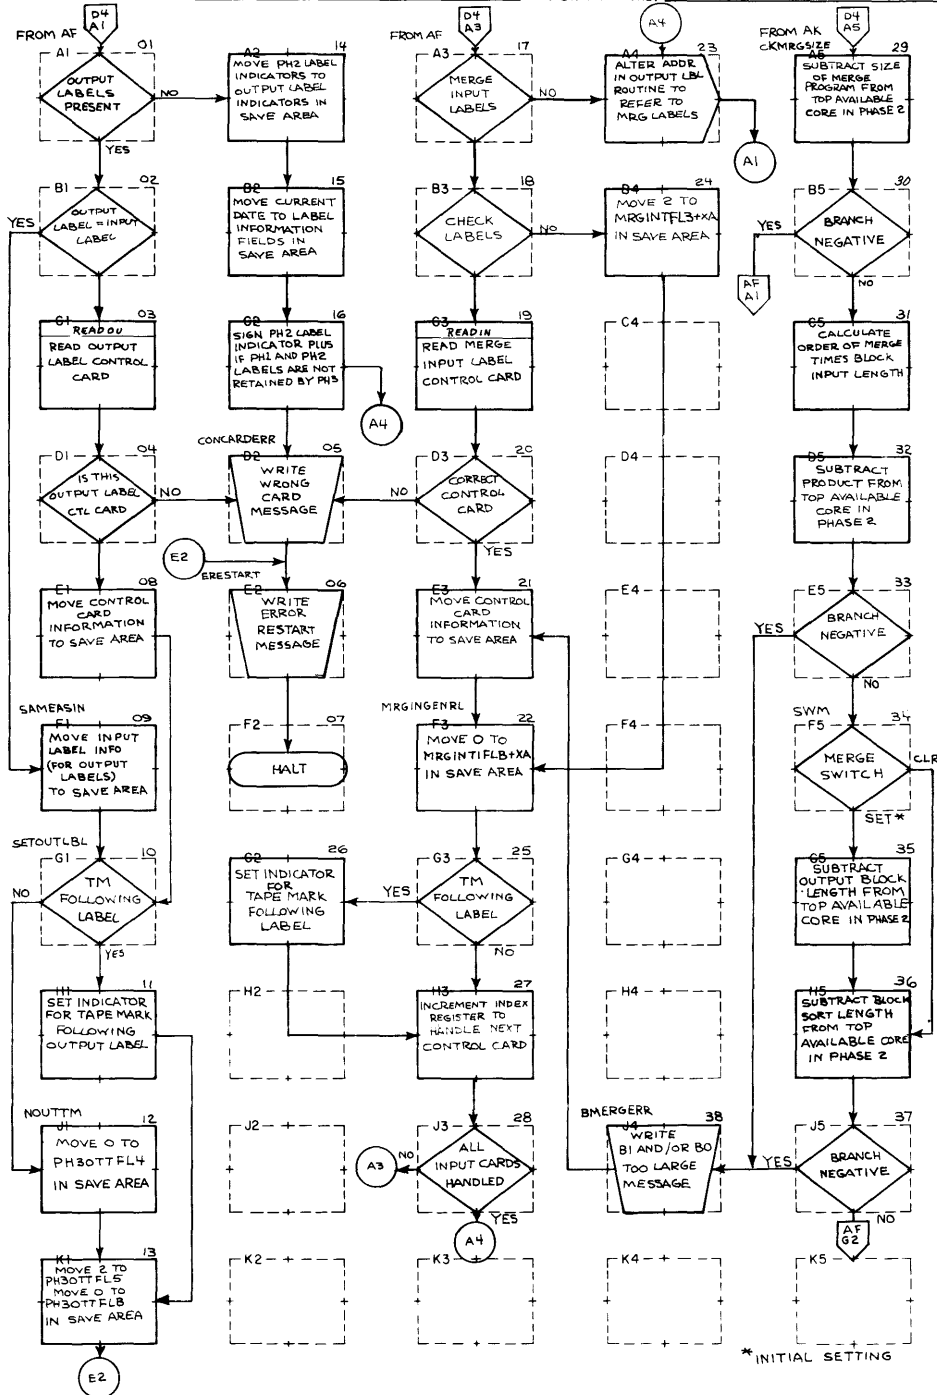 D4
A1
FROM AF
A1
01
OUTPUT
LABELS
PRESENT
NO
YES
B1
02
YES
OUTPUT
LABEL = INPUT
LABEL
G1
03
READOU
READ OUTPUT
LABEL CONTROL
CARD
D1
04
IS THIS
OUTPUT LABEL
CTL CARD
NO
E1
08
MOVE CONTROL
CARD
INFORMATION
TO SAVE AREA
SAMEASIN
F1
09
MOVE INPUT
LABEL INFO
(FOR OUTPUT
LABELS)
TO SAVE AREA
SETOUTLBL
G1
10
NO
TM
FOLLOWING
LABEL
YES
H1
11
SET INDICATOR
FOR TAPE MARK
FOLLOWING
OUTPUT LABEL
NOUTTM
J1
12
MOVE 0 TO
PH3OTTFL4
IN SAVE AREA
K1
13
MOVE 2 TO
PH3OTTFL5
MOVE 0 TO
PH3OTTFLB
IN SAVE AREA
E2
A2
14
MOVE PH2 LABEL
INDICATORS TO
OUTPUT LABEL
INDICATORS IN
SAVE AREA
B2
15
MOVE CURRENT
DATE TO LABEL
INFORMATION
FIELDS IN
SAVE AREA
C2
16
SIGN PH2 LABEL
INDICATOR PLUS
IF PH1 AND PH2
LABELS ARE NOT
RETAINED BY PH3
A4
CONCARDERR
D2
05
WRITE
WRONG
CARD
MESSAGE
E2
ERESTART
E2
06
WRITE
ERROR
RESTART
MESSAGE
F2
07
HALT
G2
26
SET INDICATOR
FOR
TAPE MARK
FOLLOWING
LABEL
H2
J2
K2
D4
A3
FROM AF
A3
17
MERGE
INPUT
LABELS
NO
B3
18
CHECK
LABELS
NO
G3
19
READIN
READ MERGE
INPUT LABEL
CONTROL CARD
D3
20
NO
CORRECT
CONTROL
CARD
YES
E3
21
MOVE CONTROL
CARD
INFORMATION
TO SAVE AREA
MRGINGENRL
F3
22
MOVE 0 TO
MRGINTIFLB+XA
IN SAVE AREA
G3
25
YES
TM
FOLLOWING
LABEL
NO
H3
27
INCREMENT INDEX
REGISTER TO
HANDLE NEXT
CONTROL CARD
J3
28
A3
NO
ALL
INPUT CARDS
HANDLED
YES
A4
K3
A4
A4
23
ALTER ADDR
IN OUTPUT LBL
ROUTINE TO
REFER TO
MRG LABELS
A1
B4
24
MOVE 2 TO
MRGINTFL3+XA
IN SAVE AREA
C4
D4
E4
F4
G4
H4
BMERGERR
J4
38
WRITE
B1 AND/OR B0
TOO LARGE
MESSAGE
K4
D4
A5
FROM AK
CKMRGSIZE
A5
29
SUBTRACT SIZE
OF MERGE
PROGRAM FROM
TOP AVAILABLE
CORE IN PHASE 2
B5
30
YES
BRANCH
NEGATIVE
NO
AF
A1
C5
31
CALCULATE
ORDER OF MERGE
TIMES BLOCK
INPUT LENGTH
D5
32
SUBTRACT
PRODUCT FROM
TOP AVAILABLE
CORE IN
PHASE 2
E5
33
YES
BRANCH
NEGATIVE
NO
SWM
F5
34
MERGE
SWITCH
CLR
SET*
G5
35
SUBTRACT
OUTPUT BLOCK
LENGTH FROM
TOP AVAILABLE
CORE IN PHASE 2
H5
36
SUBTRACT BLOCK
SORT LENGTH
FROM TOP
AVAILABLE CORE
IN PHASE 2
J5
37
YES
BRANCH
NEGATIVE
NO
AF
G2
K5
*INITIAL SETTING